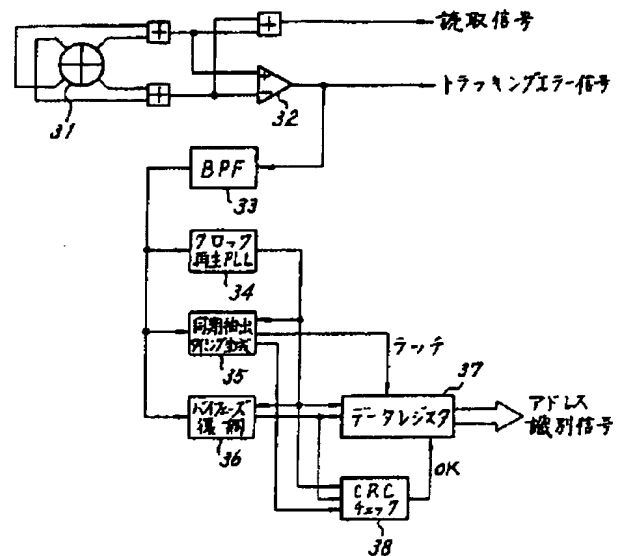 +
+
+
読取信号
31
+
-
32
トラッキングエラー信号
BPF
33
クロック
再生PLL
34
同期抽出
タイミング生成
35
ラッチ
バイフェーズ
復調
36
37
データレジスタ
アドレス
識別信号
OK
CRC
チェック
38